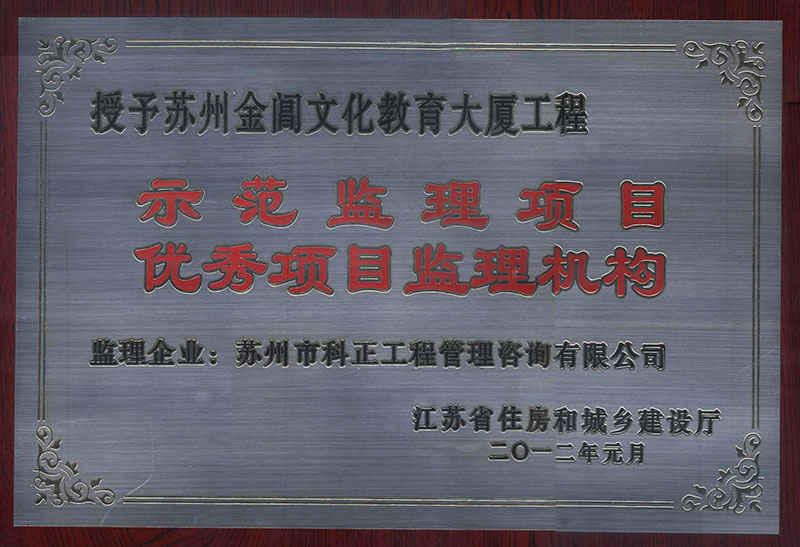 授予苏州金阊文化教育大厦工程
示范监理项目
优秀项目监理机构
监理企业：苏州市科正工程管理咨询有限公司
江苏省住房和城乡建设厅
二〇一二年元月